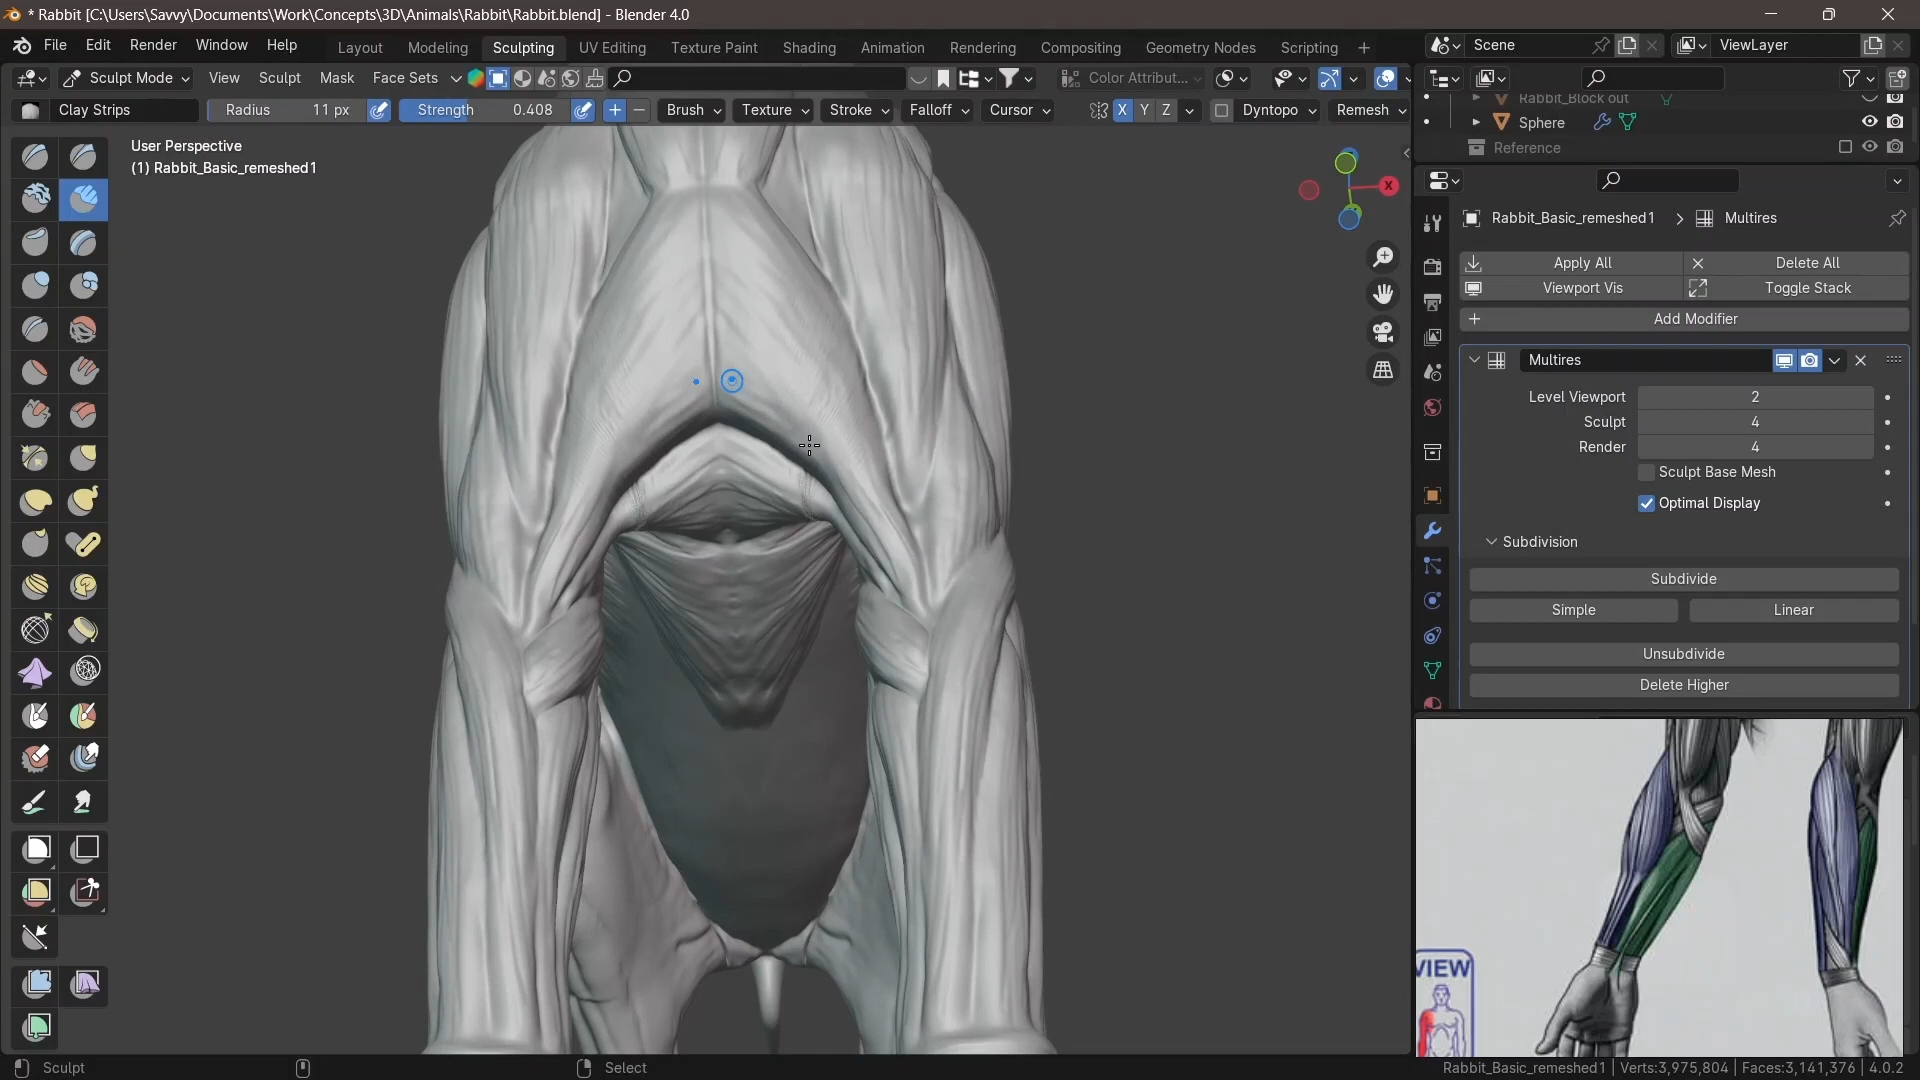 * Rabbit [C:\Users\Savvy\Documents\Work\Concepts\3D\Animals\Rabbit\Rabbit.blend] - Blender 4.0
File Edit Render Window Help Layout Modeling Sculpting UV Editing Texture Paint Shading Animation Rendering Compositing Geometry Nodes Scripting + Scene ViewLayer
Sculpt Mode View Sculpt Mask Face Sets Color Attribut...
Clay Strips Radius 11 px Strength 0.408 Brush Texture Stroke Falloff Cursor X Y Z Dyntopo Remesh
User Perspective
(1) Rabbit_Basic_remeshed1
X
Rabbit_Block out
Sphere
Reference
Rabbit_Basic_remeshed1 > Multires
Apply All Delete All
Viewport Vis Toggle Stack
Add Modifier
Multires
Level Viewport 2
Sculpt 4
Render 4
Sculpt Base Mesh
Optimal Display
Subdivision
Subdivide
Simple Linear
Unsubdivide
Delete Higher
VIEW
Sculpt Select Rabbit_Basic_remeshed1 | Verts:3,975,804 | Faces:3,141,376 | 4.0.2